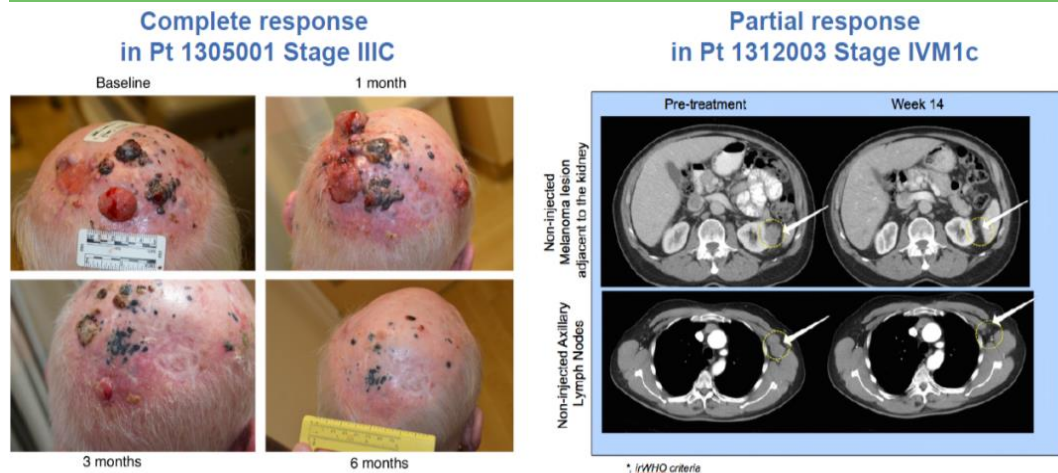 Complete response
in Pt 1305001 Stage IIIC
Baseline
1 month
3 months
6 months
Partial response
in Pt 1312003 Stage IVM1c
Pre-treatment
Week 14
Non-injected
Melanoma lesion
adjacent to the kidney
Non-injected Axillary
Lymph Nodes
*, irWHO criteria